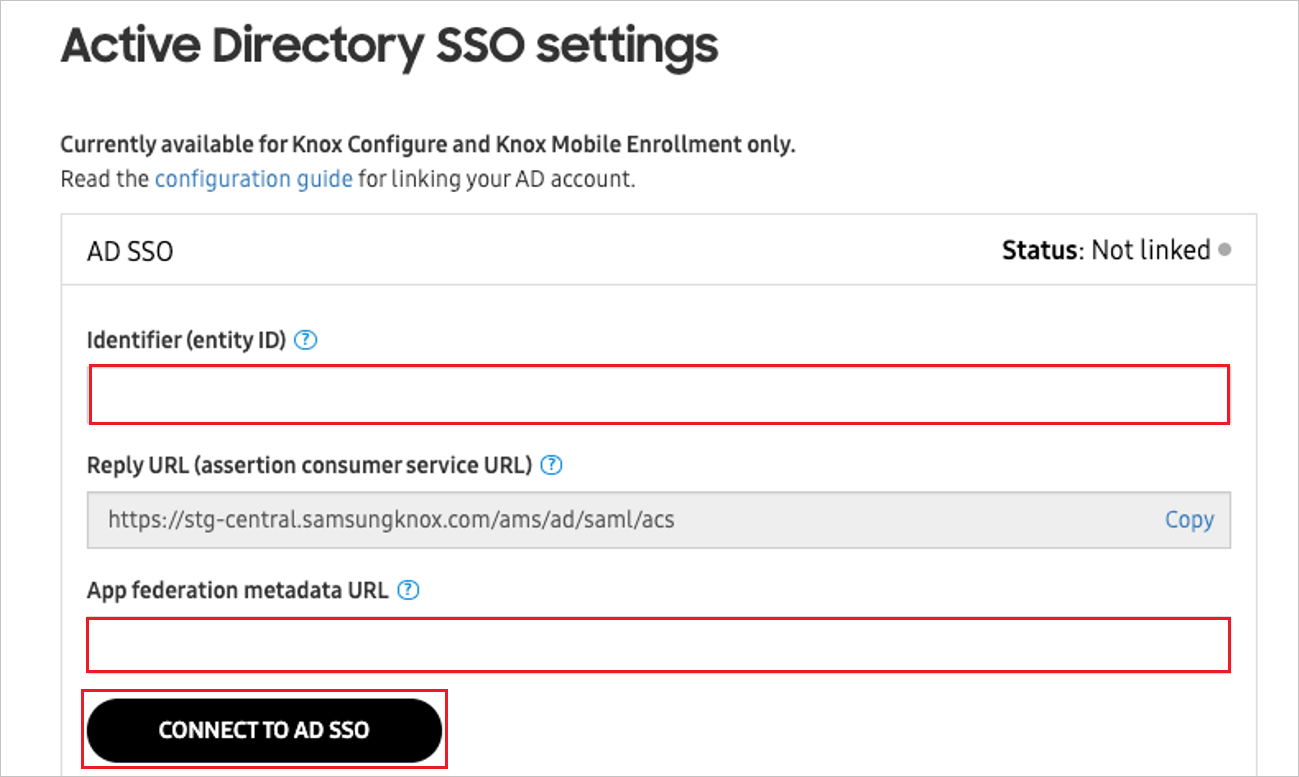 Active Directory SSO settings
Currently available for Knox Configure and Knox Mobile Enrollment only.
Read the configuration guide for linking your AD account.
AD SSO
Status: Not linked
Identifier (entity ID) ?
Reply URL (assertion consumer service URL) ?
https://stg-central.samsungknox.com/ams/ad/saml/acs
Copy
App federation metadata URL ?
CONNECT TO AD SSO